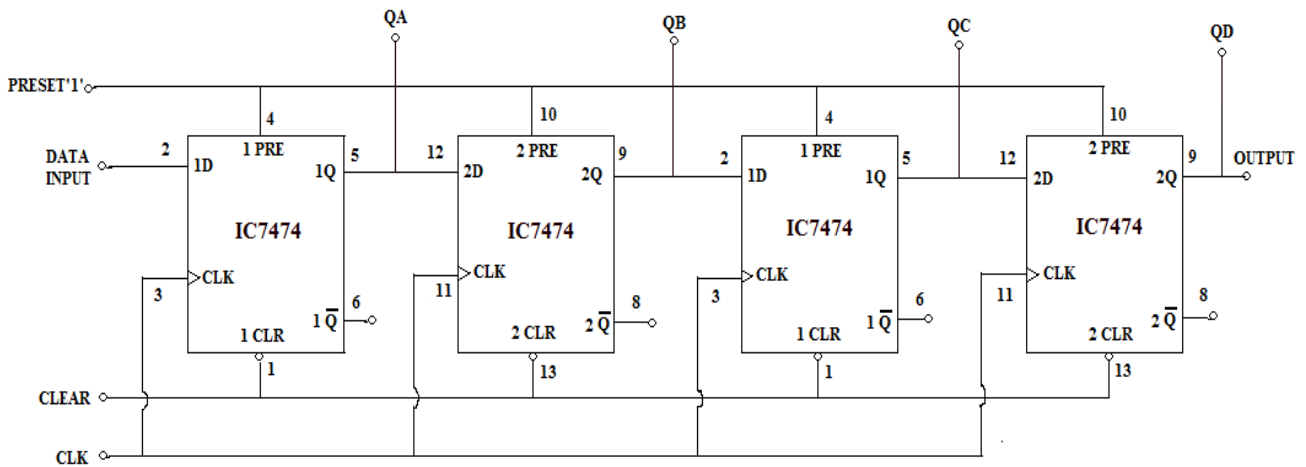 QA QB QC QD
PRESET'1'
4 10 4 10
DATA INPUT
2 1D 1 PRE 1Q 5
12 2D 2 PRE 2Q 9
2 1D 1 PRE 1Q 5
12 2D 2 PRE 2Q 9
OUTPUT
IC7474 IC7474 IC7474 IC7474
3 CLK 11 CLK 3 CLK 11 CLK
1 Q̅ 6 2 Q̅ 8 1 Q̅ 6 2 Q̅ 8
1 CLR 2 CLR 1 CLR 2 CLR
1 13 1 13
CLEAR
CLK